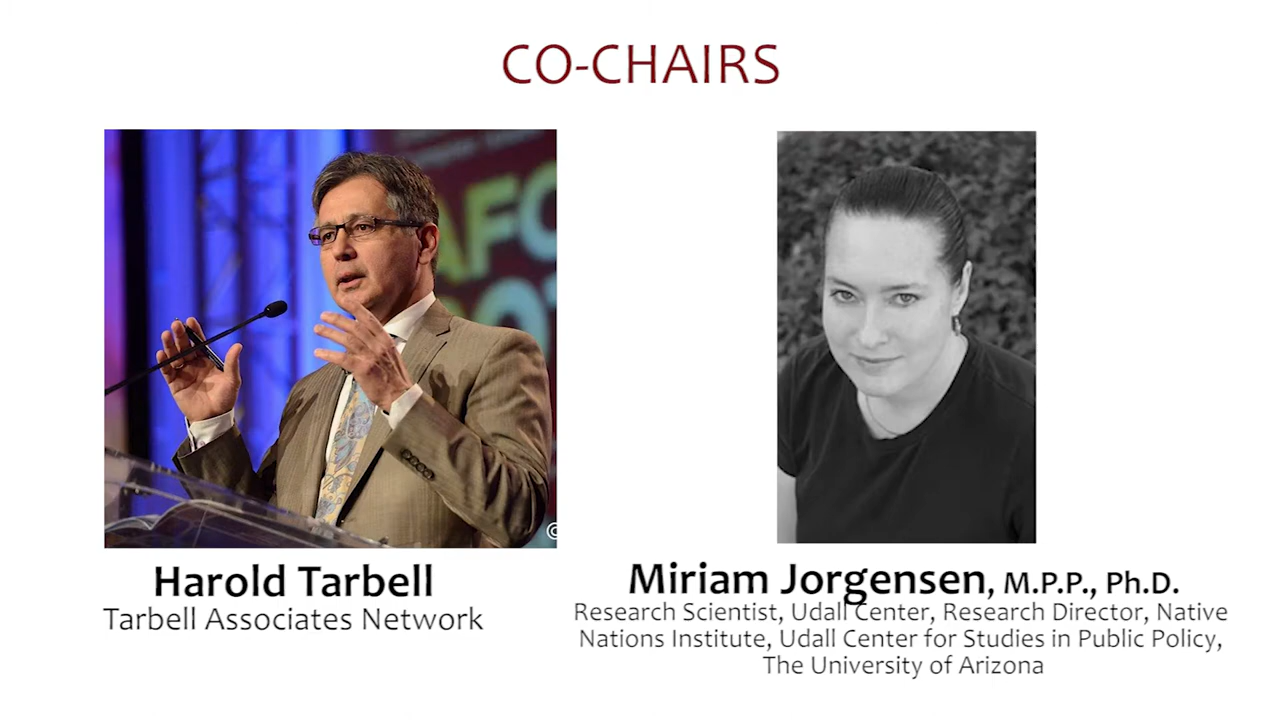 CO-CHAIRS
AFO
©
Harold Tarbell
Tarbell Associates Network
Miriam Jorgensen, M.P.P., Ph.D.
Research Scientist, Udall Center, Research Director, Native
Nations Institute, Udall Center for Studies in Public Policy,
The University of Arizona